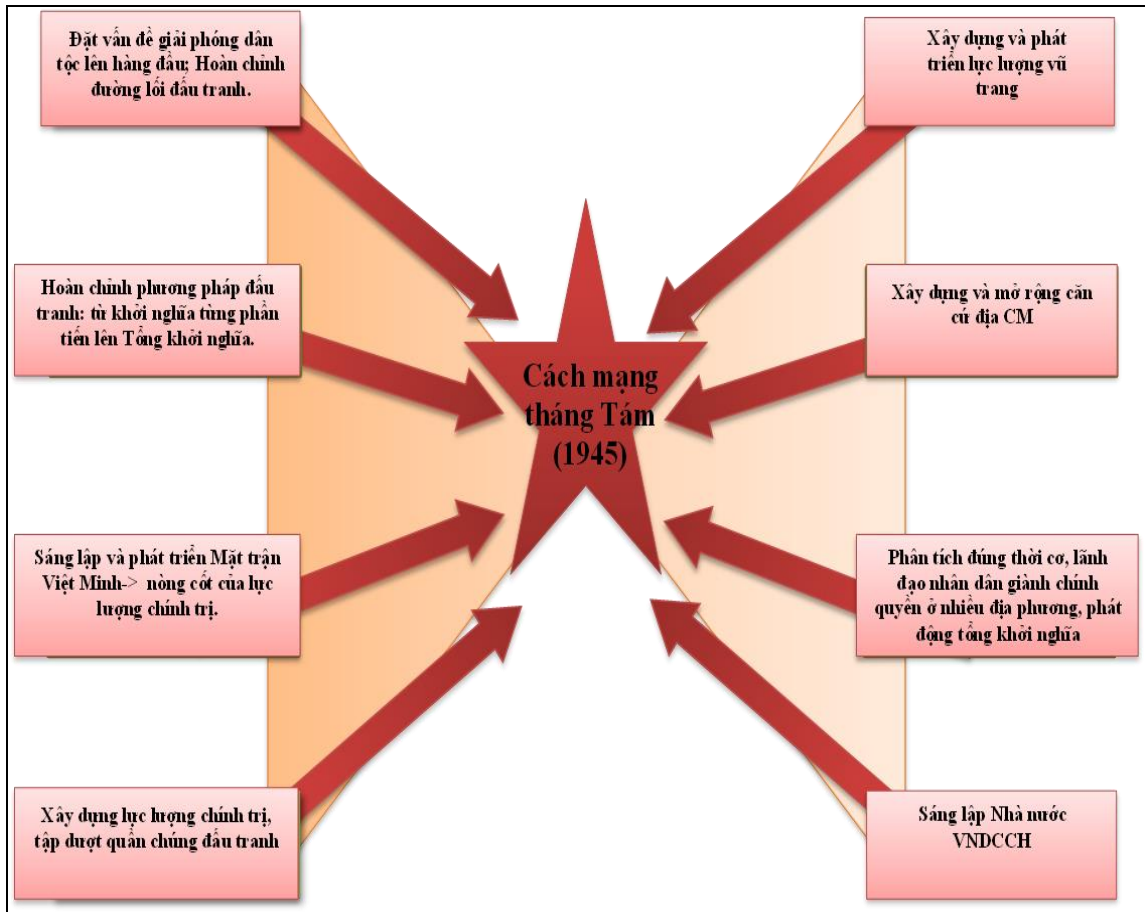 Đặt vấn đề giải phóng dân
tộc lên hàng đầu; Hoàn chỉnh
đường lối đấu tranh.
Hoàn chỉnh phương pháp đấu
tranh: từ khởi nghĩa từng phần
tiến lên Tổng khởi nghĩa.
Sáng lập và phát triển Mặt trận
Việt Minh-> nòng cốt của lực
lượng chính trị.
Xây dựng lực lượng chính trị,
tập dượt quần chúng đấu tranh
Cách mạng
tháng Tám
(1945)
Xây dựng và phát
triển lực lượng vũ
trang
Xây dựng và mở rộng căn
cứ địa CM
Phân tích đúng thời cơ, lãnh
đạo nhân dân giành chính
quyền ở nhiều địa phương, phát
động tổng khởi nghĩa
Sáng lập Nhà nước
VNDCCH